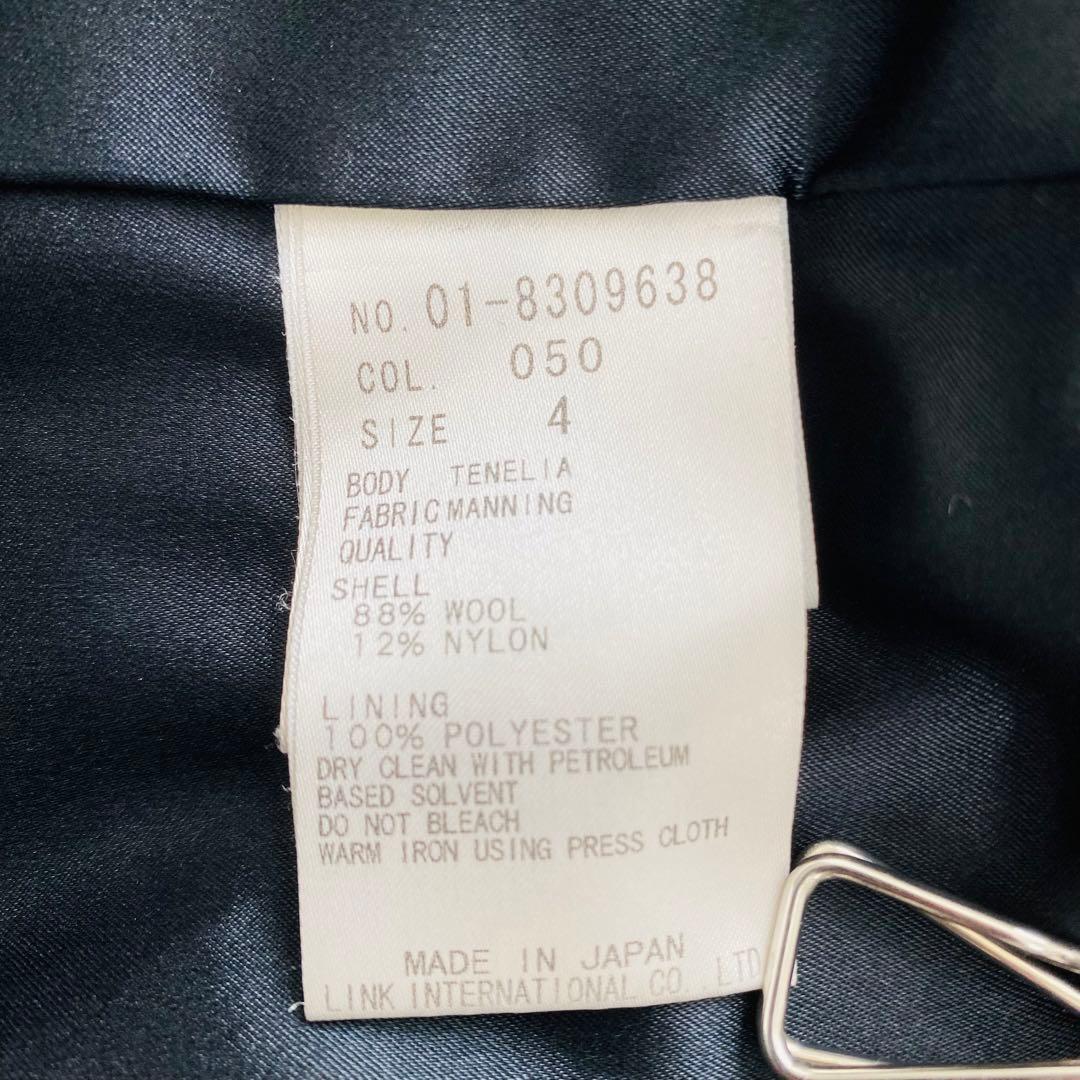 NO. 01-8309638
COL. 050
SIZE 4
BODY TENELIA
FABRIC MANNING
QUALITY
SHELL
88% WOOL
12% NYLON
LINING
100% POLYESTER
DRY CLEAN WITH PETROLEUM
BASED SOLVENT
DO NOT BLEACH
WARM IRON USING PRESS CLOTH
MADE IN JAPAN
LINK INTERNATIONAL CO., LTD